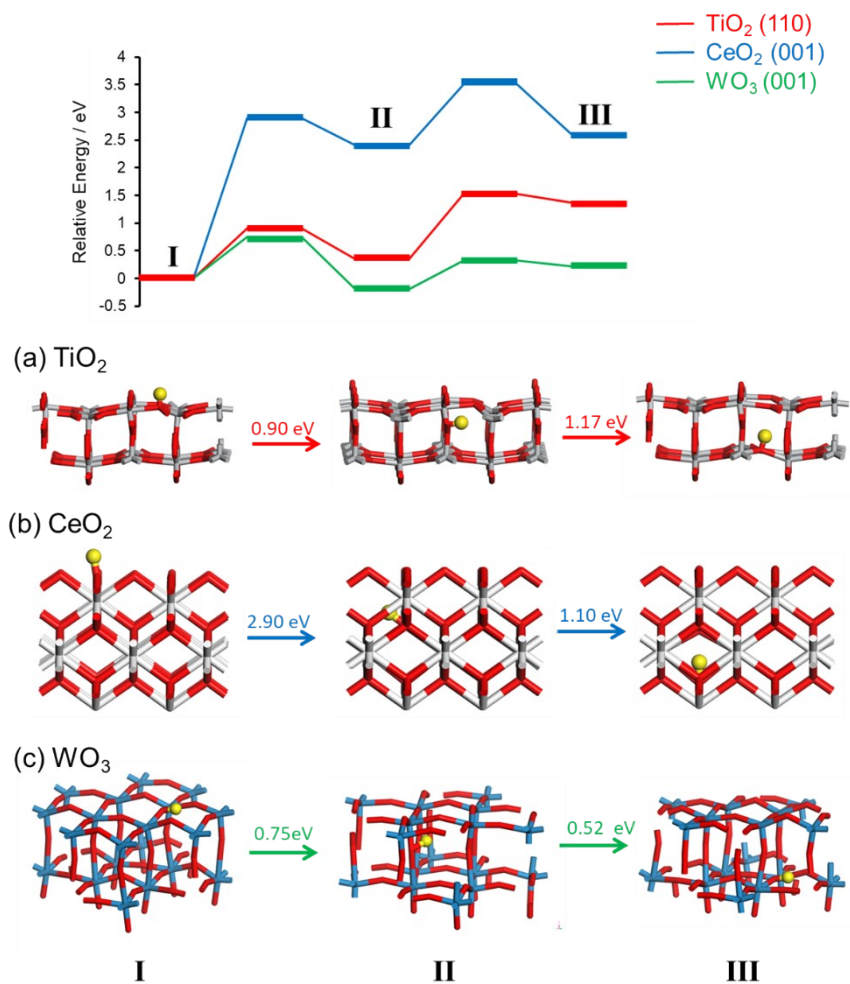 TiO₂ (110)
CeO₂ (001)
WO₃ (001)
Relative Energy / eV
4
3.5
3
2.5
2
1.5
1
0.5
0
-0.5
I
II
III
(a) TiO₂
0.90 eV
1.17 eV
(b) CeO₂
2.90 eV
1.10 eV
(c) WO₃
0.75eV
0.52 eV
I
II
III